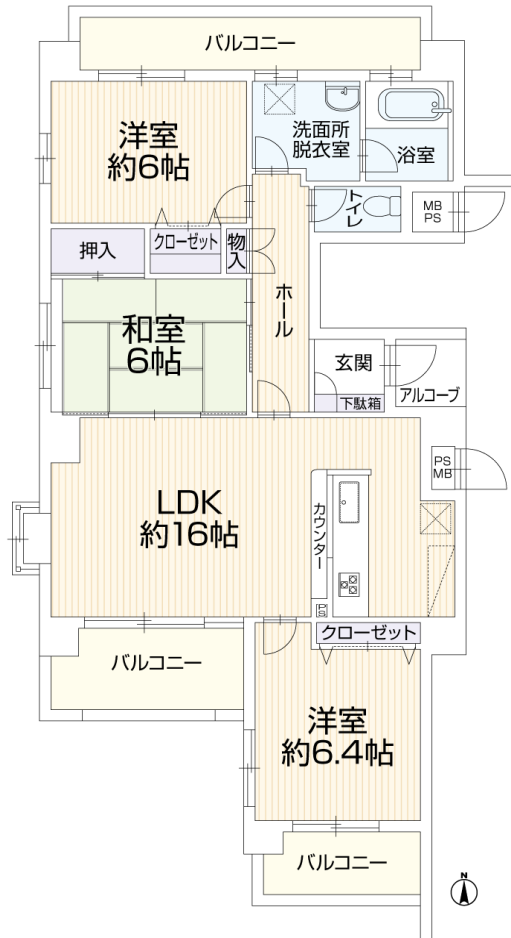 バルコニー
洋室
約6帖
洗面所
脱衣室
浴室
トイレ
MB
PS
押入
クローゼット
物入
ホール
和室
6帖
玄関
下駄箱
アルコーブ
PS
MB
LDK
約16帖
カウンター
PS
クローゼット
バルコニー
洋室
約6.4帖
バルコニー
N